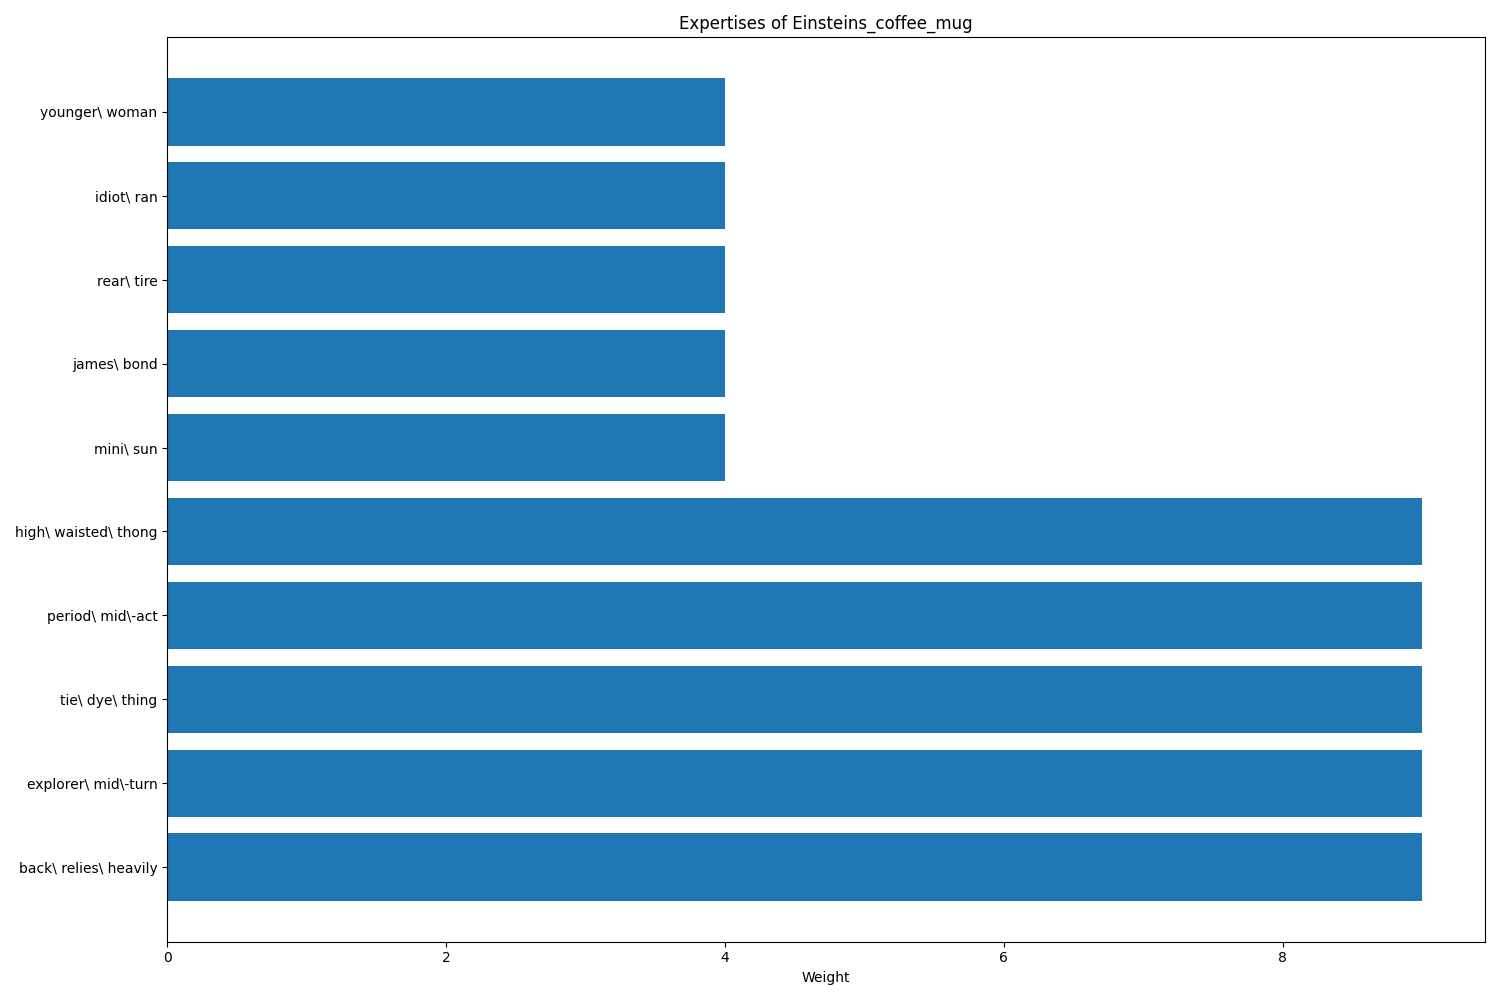 Expertises of Einsteins_coffee_mug
younger\ woman
idiot\ ran
rear\ tire
james\ bond
mini\ sun
high\ waisted\ thong
period\ mid\-act
tie\ dye\ thing
explorer\ mid\-turn
back\ relies\ heavily
0 2 4 6 8
Weight